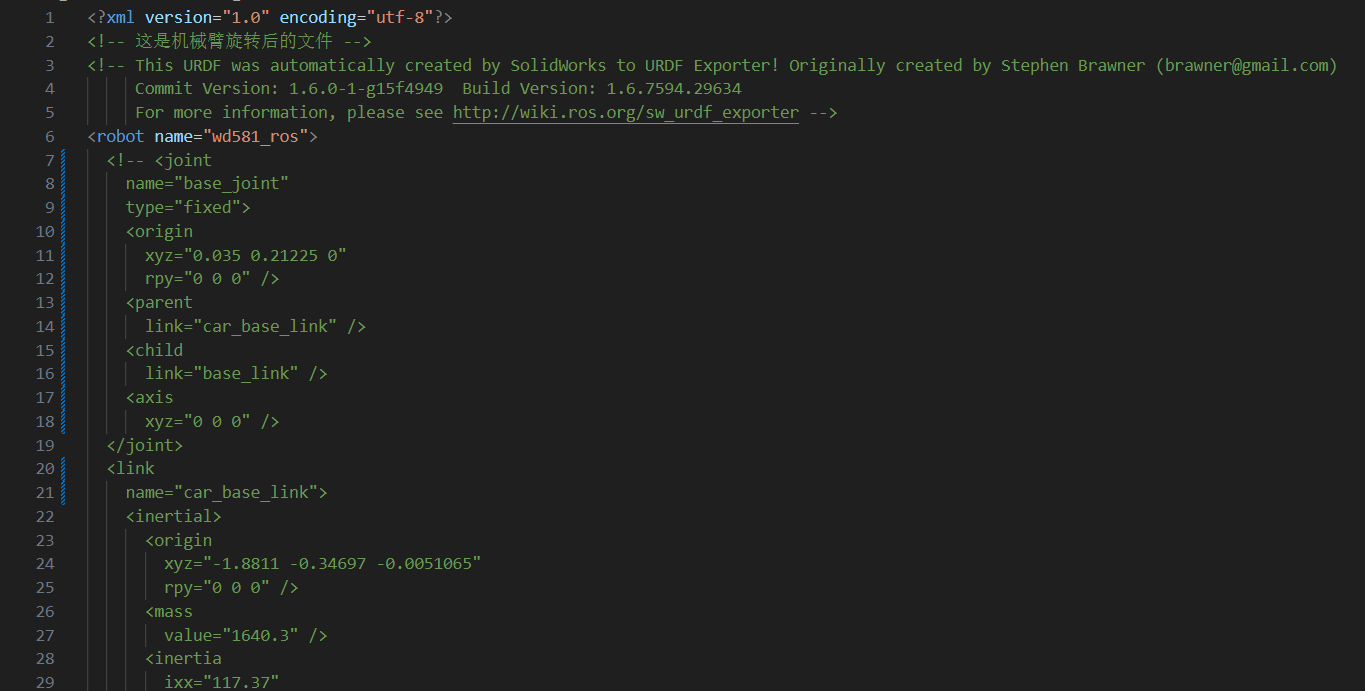 1 <?xml version="1.0" encoding="utf-8"?>
2 <!-- 这是机械臂旋转后的文件 -->
3 <!-- This URDF was automatically created by SolidWorks to URDF Exporter! Originally created by Stephen Brawner (brawner@gmail.com)
4 Commit Version: 1.6.0-1-g15f4949  Build Version: 1.6.7594.29634
5 For more information, please see http://wiki.ros.org/sw_urdf_exporter -->
6 <robot name="wd581_ros">
7 <!-- <joint
8 name="base_joint"
9 type="fixed">
10 <origin
11 xyz="0.035 0.21225 0"
12 rpy="0 0 0" />
13 <parent
14 link="car_base_link" />
15 <child
16 link="base_link" />
17 <axis
18 xyz="0 0 0" />
19 </joint>
20 <link
21 name="car_base_link">
22 <inertial>
23 <origin
24 xyz="-1.8811 -0.34697 -0.0051065"
25 rpy="0 0 0" />
26 <mass
27 value="1640.3" />
28 <inertia
29 ixx="117.37"